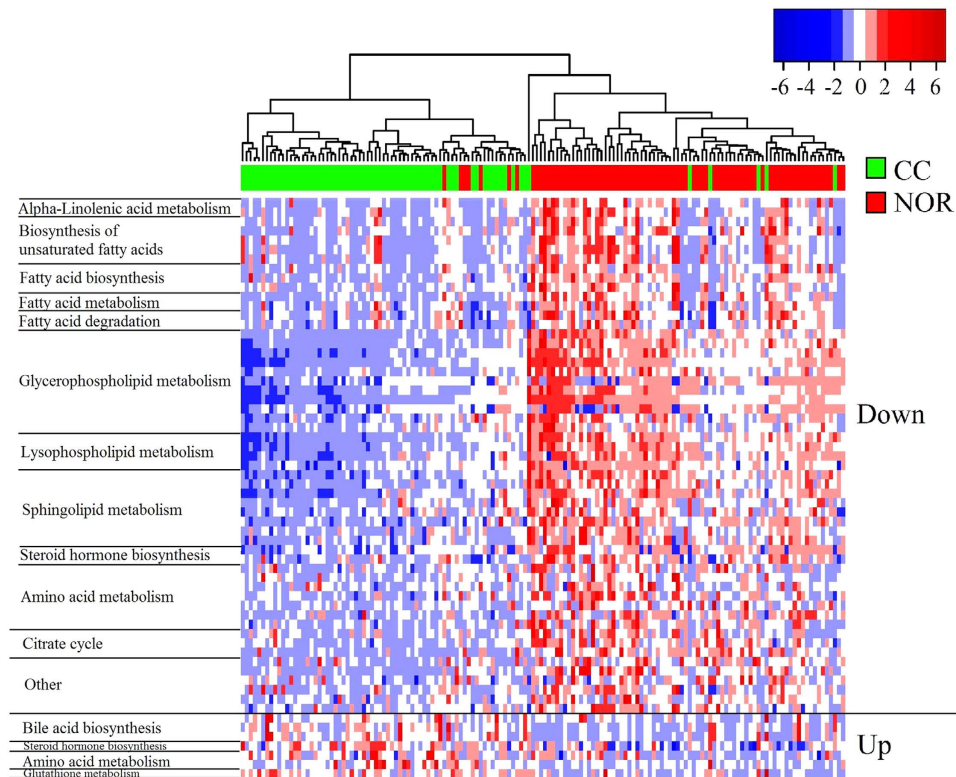 -6 -4 -2 0 2 4 6
CC
NOR
Alpha-Linolenic acid metabolism
Biosynthesis of
unsaturated fatty acids
Fatty acid biosynthesis
Fatty acid metabolism
Fatty acid degradation
Glycerophospholipid metabolism
Lysophospholipid metabolism
Sphingolipid metabolism
Steroid hormone biosynthesis
Amino acid metabolism
Citrate cycle
Other
Down
Bile acid biosynthesis
Steroid hormone biosynthesis
Amino acid metabolism
Glutathione metabolism
Up